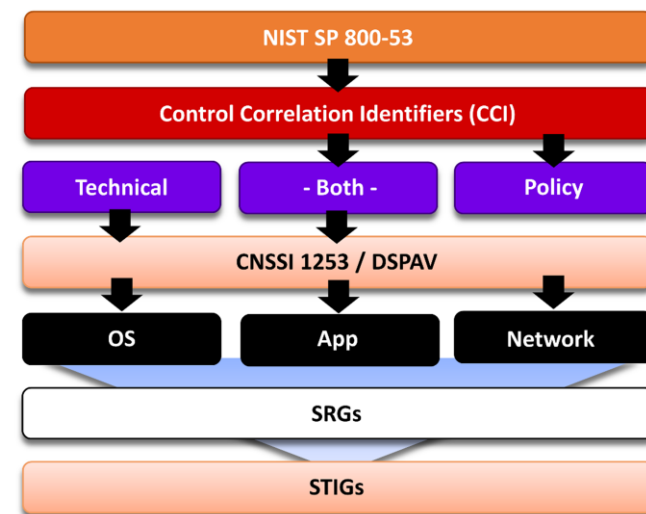 NIST SP 800-53
Control Correlation Identifiers (CCI)
Technical
- Both -
Policy
CNSSI 1253 / DSPAV
OS
App
Network
SRGs
STIGs